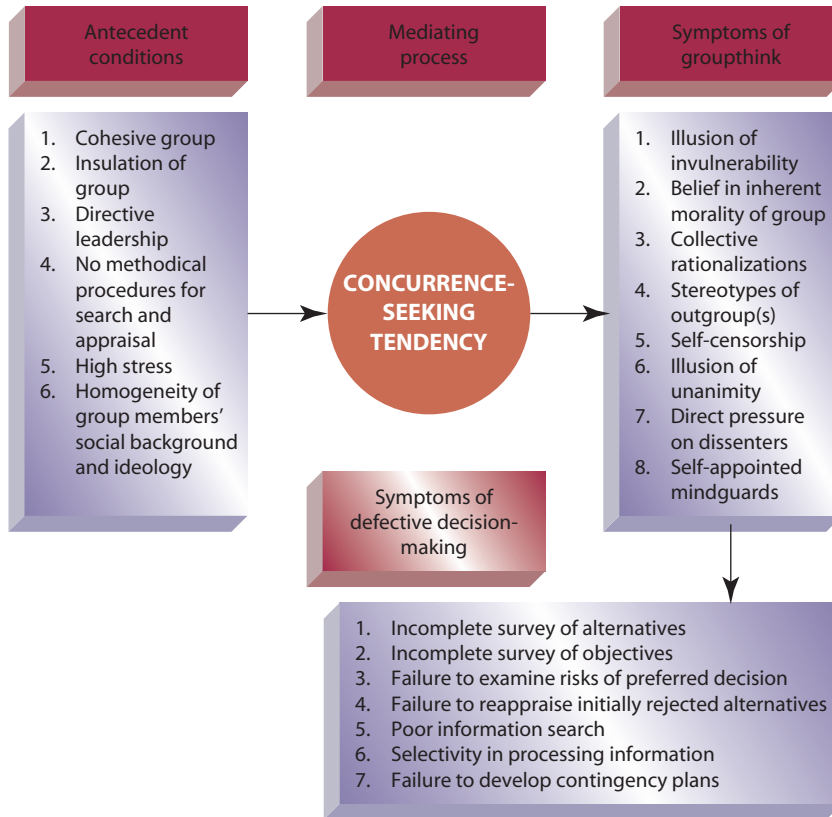 Antecedent
conditions
Mediating
process
Symptoms of
groupthink
1. Cohesive group
2. Insulation of
group
3. Directive
leadership
4. No methodical
procedures for
search and
appraisal
5. High stress
6. Homogeneity of
group members’
social background
and ideology
CONCURRENCE-
SEEKING
TENDENCY
1. Illusion of
invulnerability
2. Belief in inherent
morality of group
3. Collective
rationalizations
4. Stereotypes of
outgroup(s)
5. Self-censorship
6. Illusion of
unanimity
7. Direct pressure
on dissenters
8. Self-appointed
mindguards
Symptoms of
defective decision-
making
1. Incomplete survey of alternatives
2. Incomplete survey of objectives
3. Failure to examine risks of preferred decision
4. Failure to reappraise initially rejected alternatives
5. Poor information search
6. Selectivity in processing information
7. Failure to develop contingency plans